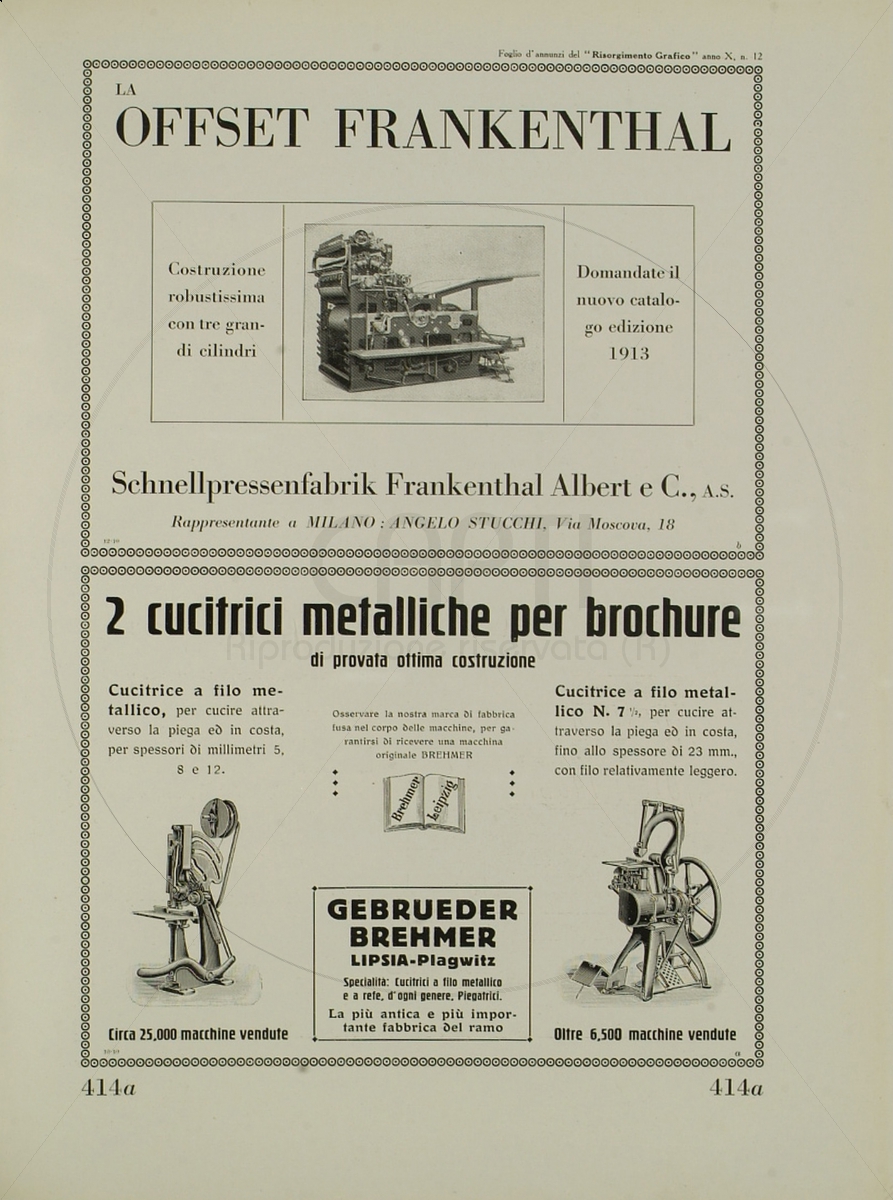 Foglio d'annunzi del "Risorgimento Grafico" anno X, n. 12
LA
OFFSET FRANKENTHAL
Costruzione
robustissima
con tre gran-
di cilindri
Domandate il
nuovo catalo-
go edizione
1913
Schnellpressenfabrik Frankenthal Albert e C., A.S.
Rappresentante a MILANO: ANGELO STUCCHI, Via Moscova, 18
12-10
b
2 cucitrici metalliche per brochure
Riproduzione riservata (R)
di provata ottima costruzione
Cucitrice a filo me-
tallico, per cucire attra-
verso la piega ed in costa,
per spessori di millimetri 5,
8 e 12.
Osservare la nostra marca di fabbrica
fusa nel corpo delle macchine, per ga-
rantirsi di ricevere una macchina
originale BREHMER
Brehmer
Leipzig
Cucitrice a filo metal-
lico N. 7 ½, per cucire at-
traverso la piega ed in costa,
fino allo spessore di 23 mm.,
con filo relativamente leggero.
GEBRUEDER
BREHMER
LIPSIA-Plagwitz
Specialità: Cucitrici a filo metallico
e a refe, d'ogni genere. Piegatrici.
La più antica e più impor-
tante fabbrica del ramo
Circa 25,000 macchine vendute
Oltre 6,500 macchine vendute
a
414a
414a